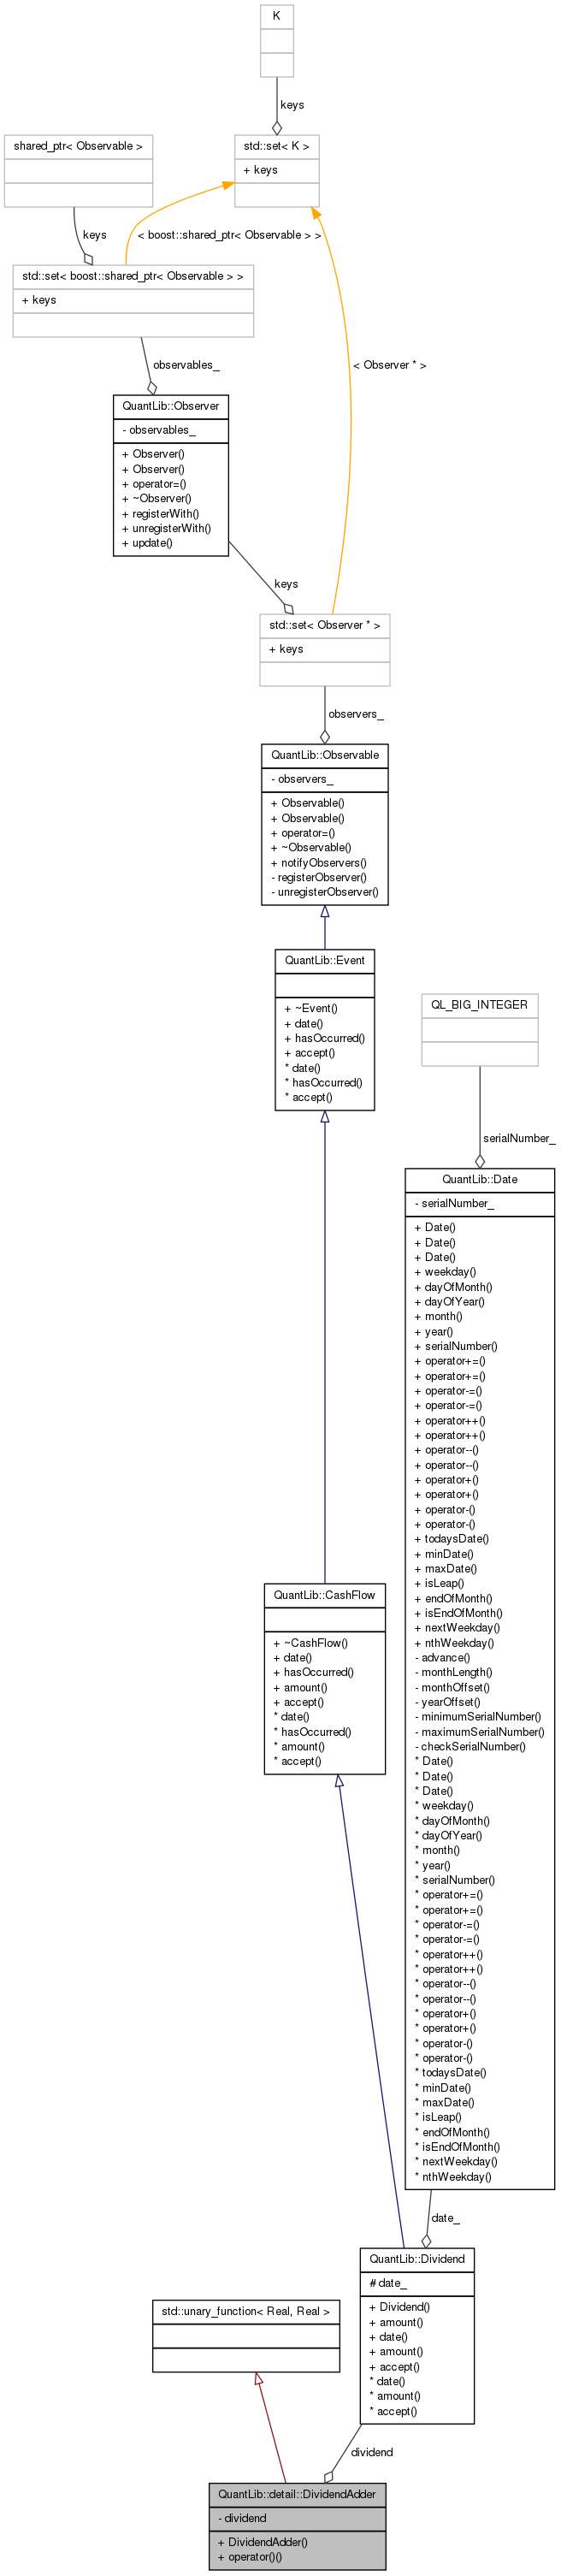 K
keys
shared_ptr< Observable >
std::set< K >
+ keys
keys
< boost::shared_ptr< Observable > >
std::set< boost::shared_ptr< Observable > >
+ keys
observables_
< Observer * >
QuantLib::Observer
- observables_
+ Observer()
+ Observer()
+ operator=()
+ ~Observer()
+ registerWith()
+ unregisterWith()
+ update()
keys
std::set< Observer * >
+ keys
observers_
QuantLib::Observable
- observers_
+ Observable()
+ Observable()
+ operator=()
+ ~Observable()
+ notifyObservers()
- registerObserver()
- unregisterObserver()
QuantLib::Event
+ ~Event()
+ date()
+ hasOccurred()
+ accept()
* date()
* hasOccurred()
* accept()
QL_BIG_INTEGER
serialNumber_
QuantLib::Date
- serialNumber_
+ Date()
+ Date()
+ Date()
+ weekday()
+ dayOfMonth()
+ dayOfYear()
+ month()
+ year()
+ serialNumber()
+ operator+=()
+ operator+=()
+ operator-=()
+ operator-=()
+ operator++()
+ operator++()
+ operator--()
+ operator--()
+ operator+()
+ operator+()
+ operator-()
+ operator-()
+ todaysDate()
+ minDate()
+ maxDate()
+ isLeap()
+ endOfMonth()
+ isEndOfMonth()
+ nextWeekday()
+ nthWeekday()
- advance()
- monthLength()
- monthOffset()
- yearOffset()
- minimumSerialNumber()
- maximumSerialNumber()
- checkSerialNumber()
* Date()
* Date()
* Date()
* weekday()
* dayOfMonth()
* dayOfYear()
* month()
* year()
* serialNumber()
* operator+=()
* operator+=()
* operator-=()
* operator-=()
* operator++()
* operator++()
* operator--()
* operator--()
* operator+()
* operator+()
* operator-()
* operator-()
* todaysDate()
* minDate()
* maxDate()
* isLeap()
* endOfMonth()
* isEndOfMonth()
* nextWeekday()
* nthWeekday()
QuantLib::CashFlow
+ ~CashFlow()
+ date()
+ hasOccurred()
+ amount()
+ accept()
* date()
* hasOccurred()
* amount()
* accept()
date_
QuantLib::Dividend
# date_
+ Dividend()
+ amount()
+ date()
+ amount()
+ accept()
* date()
* amount()
* accept()
std::unary_function< Real, Real >
dividend
QuantLib::detail::DividendAdder
- dividend
+ DividendAdder()
+ operator()()